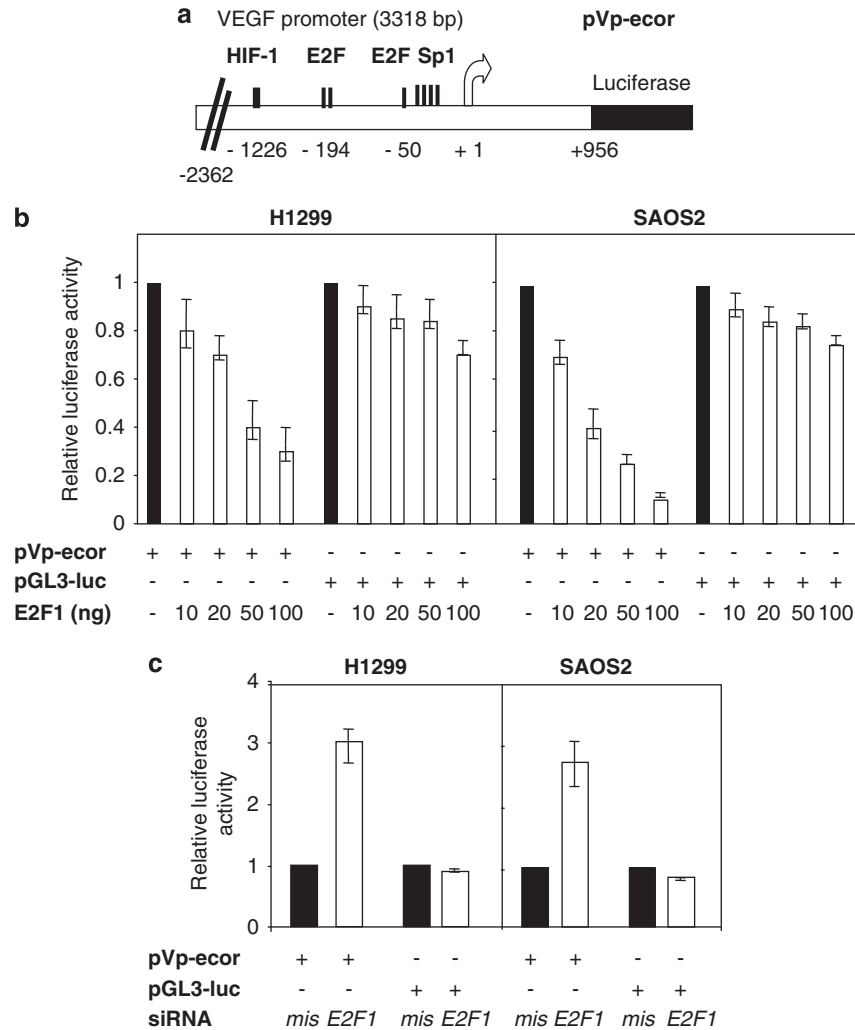 a VEGF promoter (3318 bp) pVp-ecor
HIF-1 E2F E2F Sp1
Luciferase
- 1226 - 194 - 50 + 1 +956
-2362
b H1299 SAOS2
Relative luciferase activity
1
0.8
0.6
0.4
0.2
0
pVp-ecor + + + + + - - - - - + + + + + - - - - -
pGL3-luc - - - - - + + + + + - - - - - + + + + +
E2F1 (ng) - 10 20 50 100 - 10 20 50 100 - 10 20 50 100 - 10 20 50 100
c H1299 SAOS2
Relative luciferase
activity
4
3
2
1
0
pVp-ecor + + - - + + - -
pGL3-luc - - + + - - + +
siRNA mis E2F1 mis E2F1 mis E2F1 mis E2F1